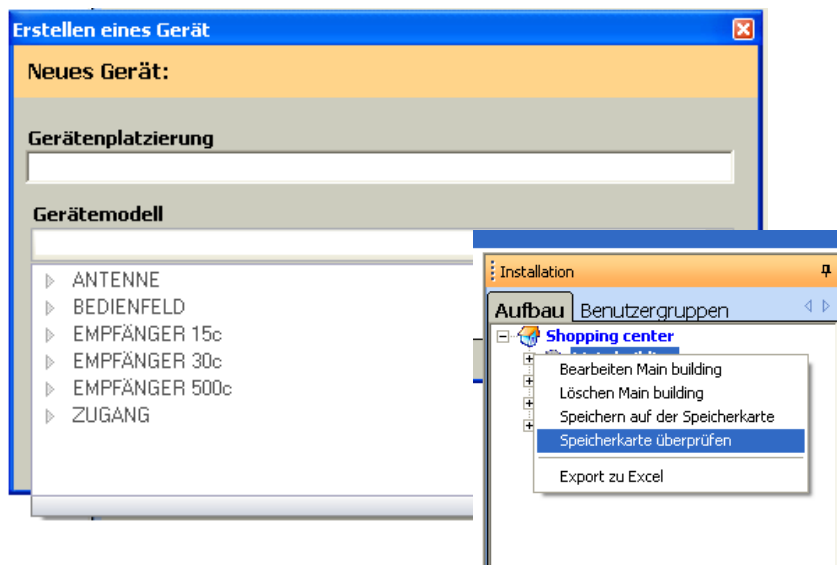 Erstellen eines Gerät
Neues Gerät:
Gerätenplatzierung
Gerätemodell
ANTENNE
BEDIENFELD
EMPFÄNGER 15c
EMPFÄNGER 30c
EMPFÄNGER 500c
ZUGANG
Installation
Aufbau Benutzergruppen
Shopping center
Bearbeiten Main building
Löschen Main building
Speichern auf der Speicherkarte
Speicherkarte überprüfen
Export zu Excel